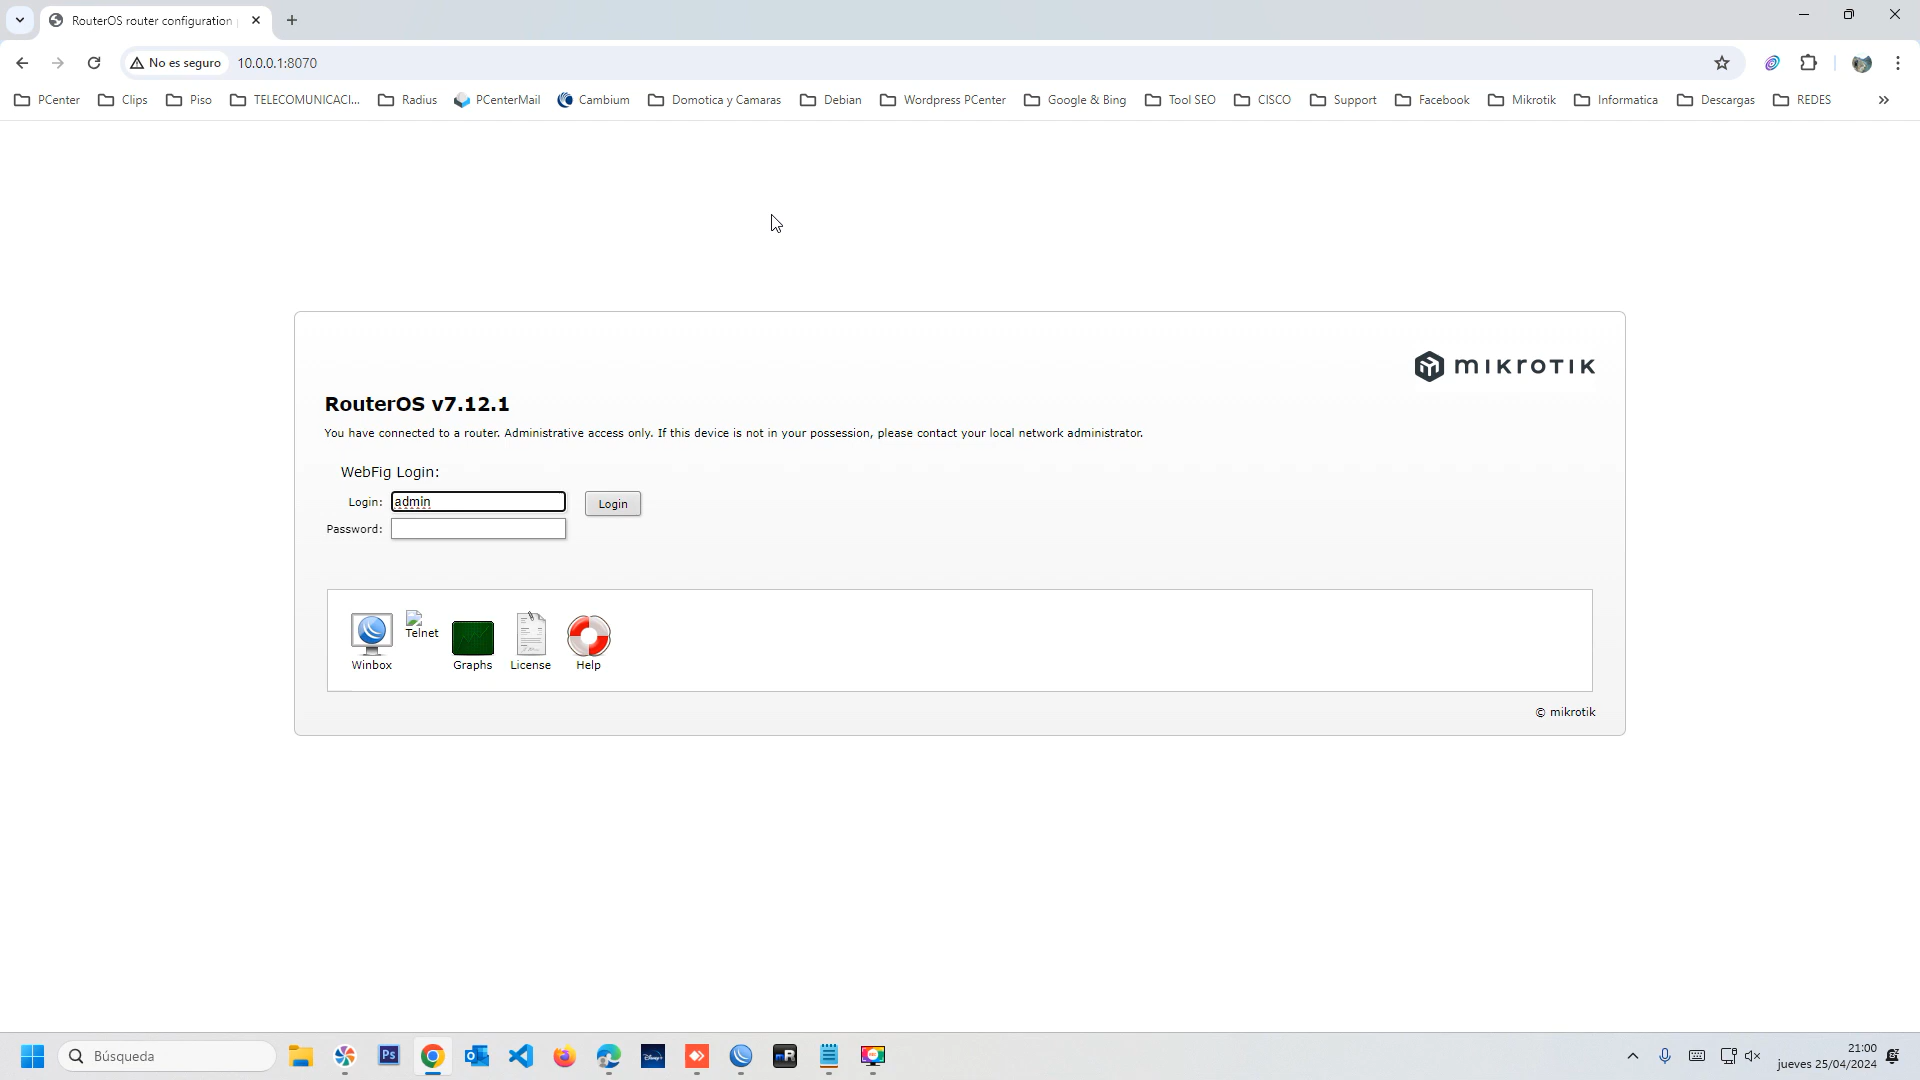 RouterOS router configuration
No es seguro
10.0.0.1:8070
PCenter
Clips
Piso
TELECOMUNICACI...
Radius
PCenterMail
Cambium
Domotica y Camaras
Debian
Wordpress PCenter
Google & Bing
Tool SEO
CISCO
Support
Facebook
Mikrotik
Informatica
Descargas
REDES
mikrotik
RouterOS v7.12.1
You have connected to a router. Administrative access only. If this device is not in your possession, please contact your local network administrator.
WebFig Login:
Login: admin
Login
Password:
Winbox
Telnet
Graphs
License
Help
© mikrotik
Búsqueda
Ps
Disney+
mR
21:00
jueves 25/04/2024